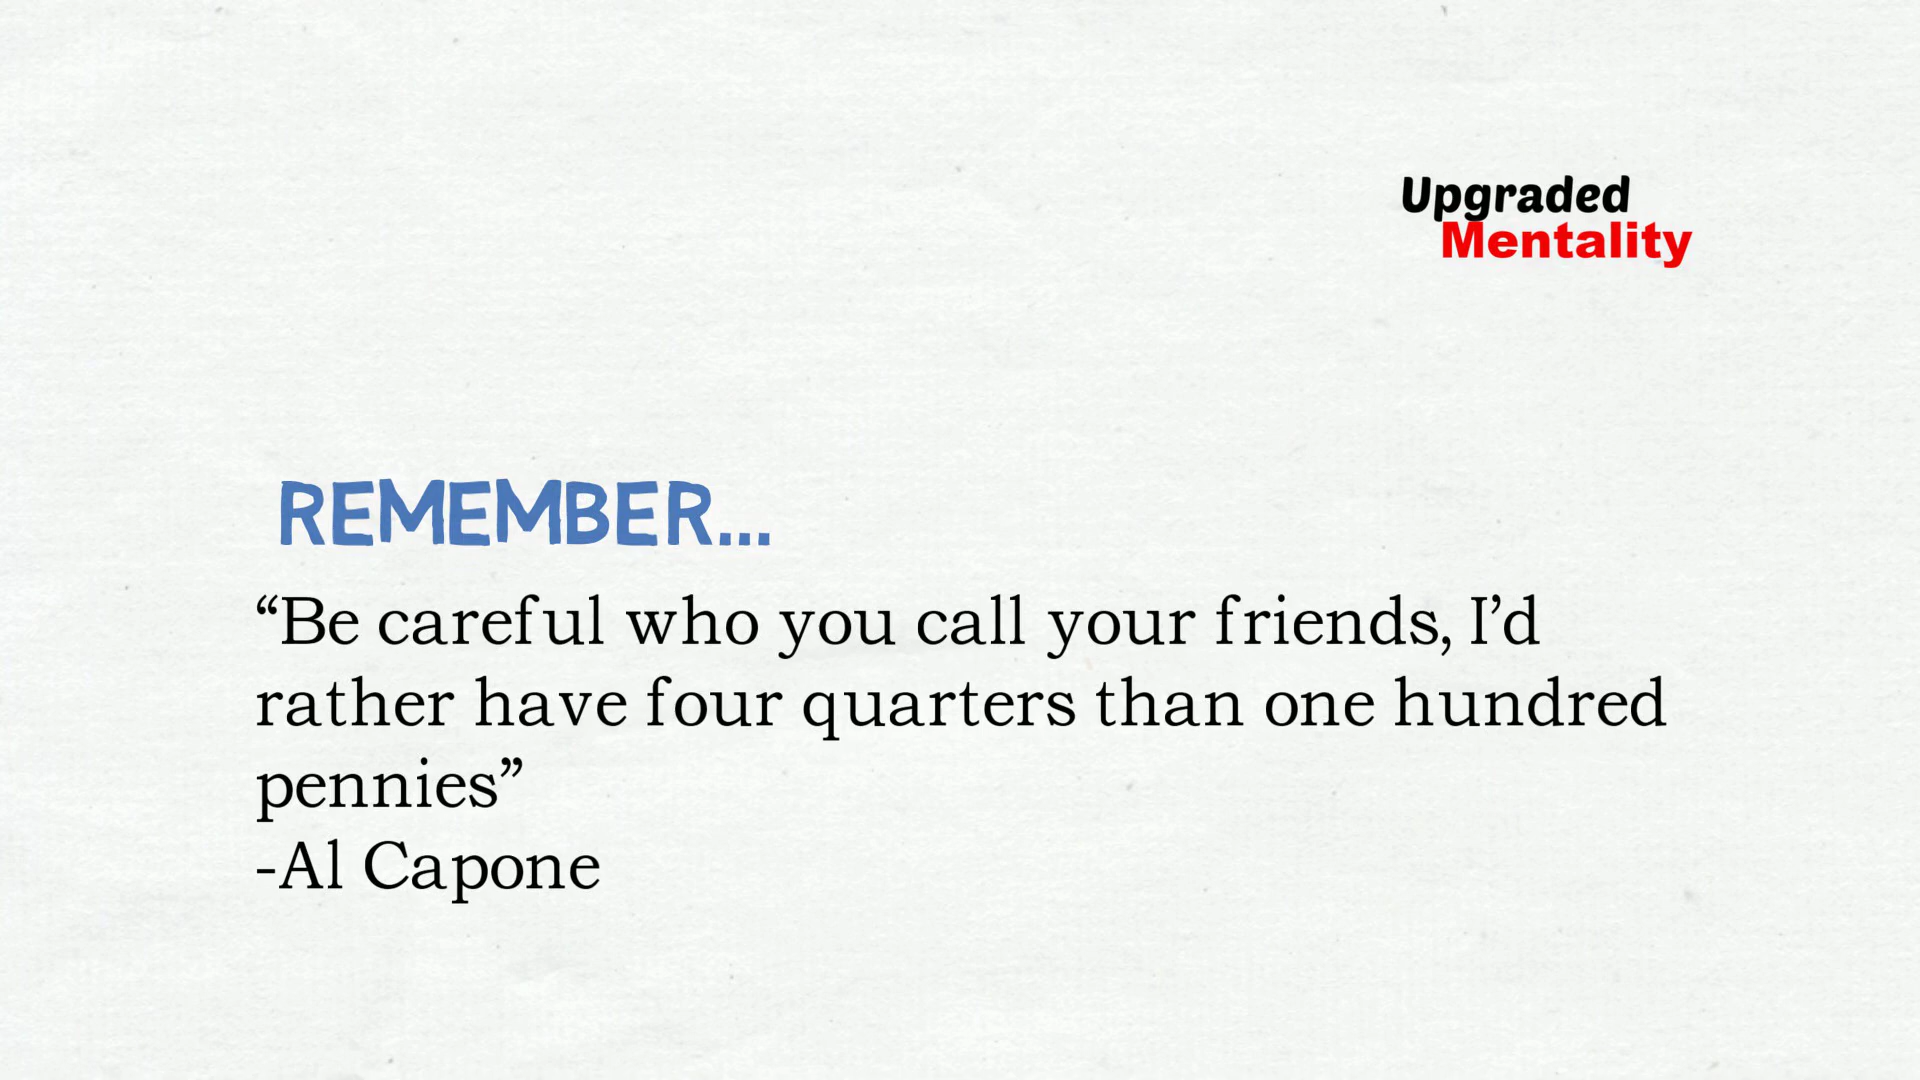 Upgraded
Mentality
REMEMBER...
“Be careful who you call your friends, I’d
rather have four quarters than one hundred
pennies”
-Al Capone